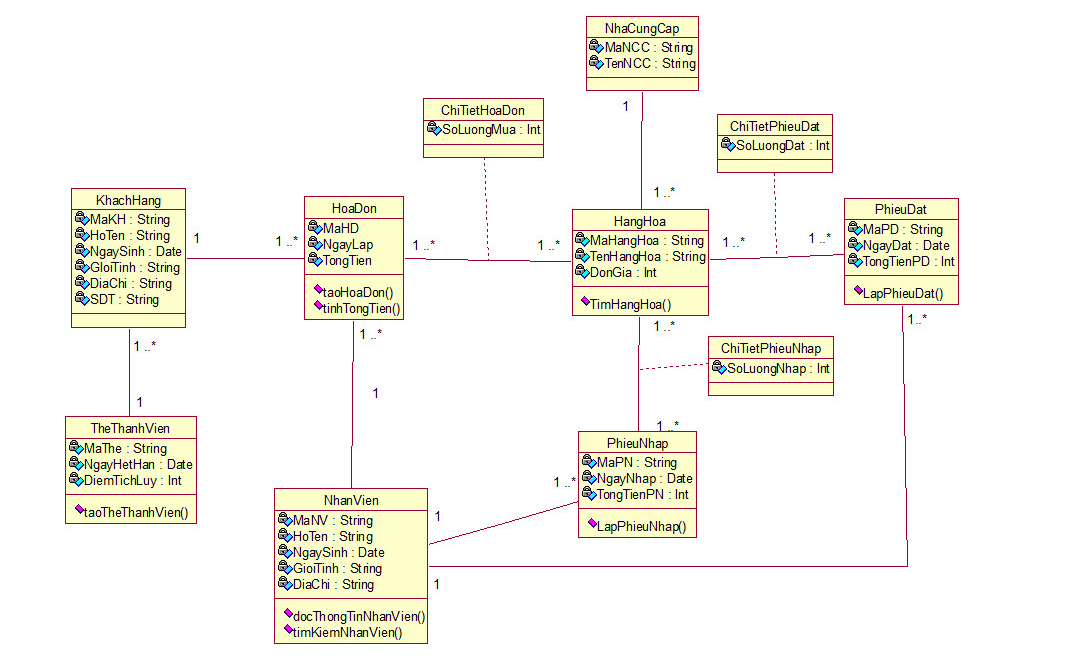 NhaCungCap
MaNCC : String
TenNCC : String
1
1 ..*
ChiTietHoaDon
SoLuongMua : Int
ChiTietPhieuDat
SoLuongDat : Int
KhachHang
MaKH : String
HoTen : String
NgaySinh : Date
GIoiTinh : String
DiaChi : String
SDT : String
1
1 ..*
HoaDon
MaHD
NgayLap
TongTien
taoHoaDon()
tinhTongTien()
1 ..*
1 ..*
HangHoa
MaHangHoa : String
TenHangHoa : String
DonGia : Int
TimHangHoa()
1 ..*
1 ..*
PhieuDat
MaPD : String
NgayDat : Date
TongTienPD : Int
LapPhieuDat()
1 ..*
1
1 ..*
1
1 ..*
1 ..*
1 ..*
ChiTietPhieuNhap
SoLuongNhap : Int
TheThanhVien
MaThe : String
NgayHetHan : Date
DiemTichLuy : Int
taoTheThanhVien()
PhieuNhap
MaPN : String
NgayNhap : Date
TongTienPN : Int
LapPhieuNhap()
1 ..*
1
1
NhanVien
MaNV : String
HoTen : String
NgaySinh : Date
GioiTinh : String
DiaChi : String
docThongTinNhanVien()
timKiemNhanVien()